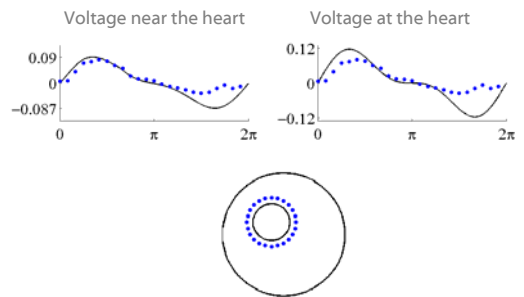 Voltage near the heart
0.09
0
−0.087
0
π
2π
Voltage at the heart
0.12
0
−0.12
0
π
2π